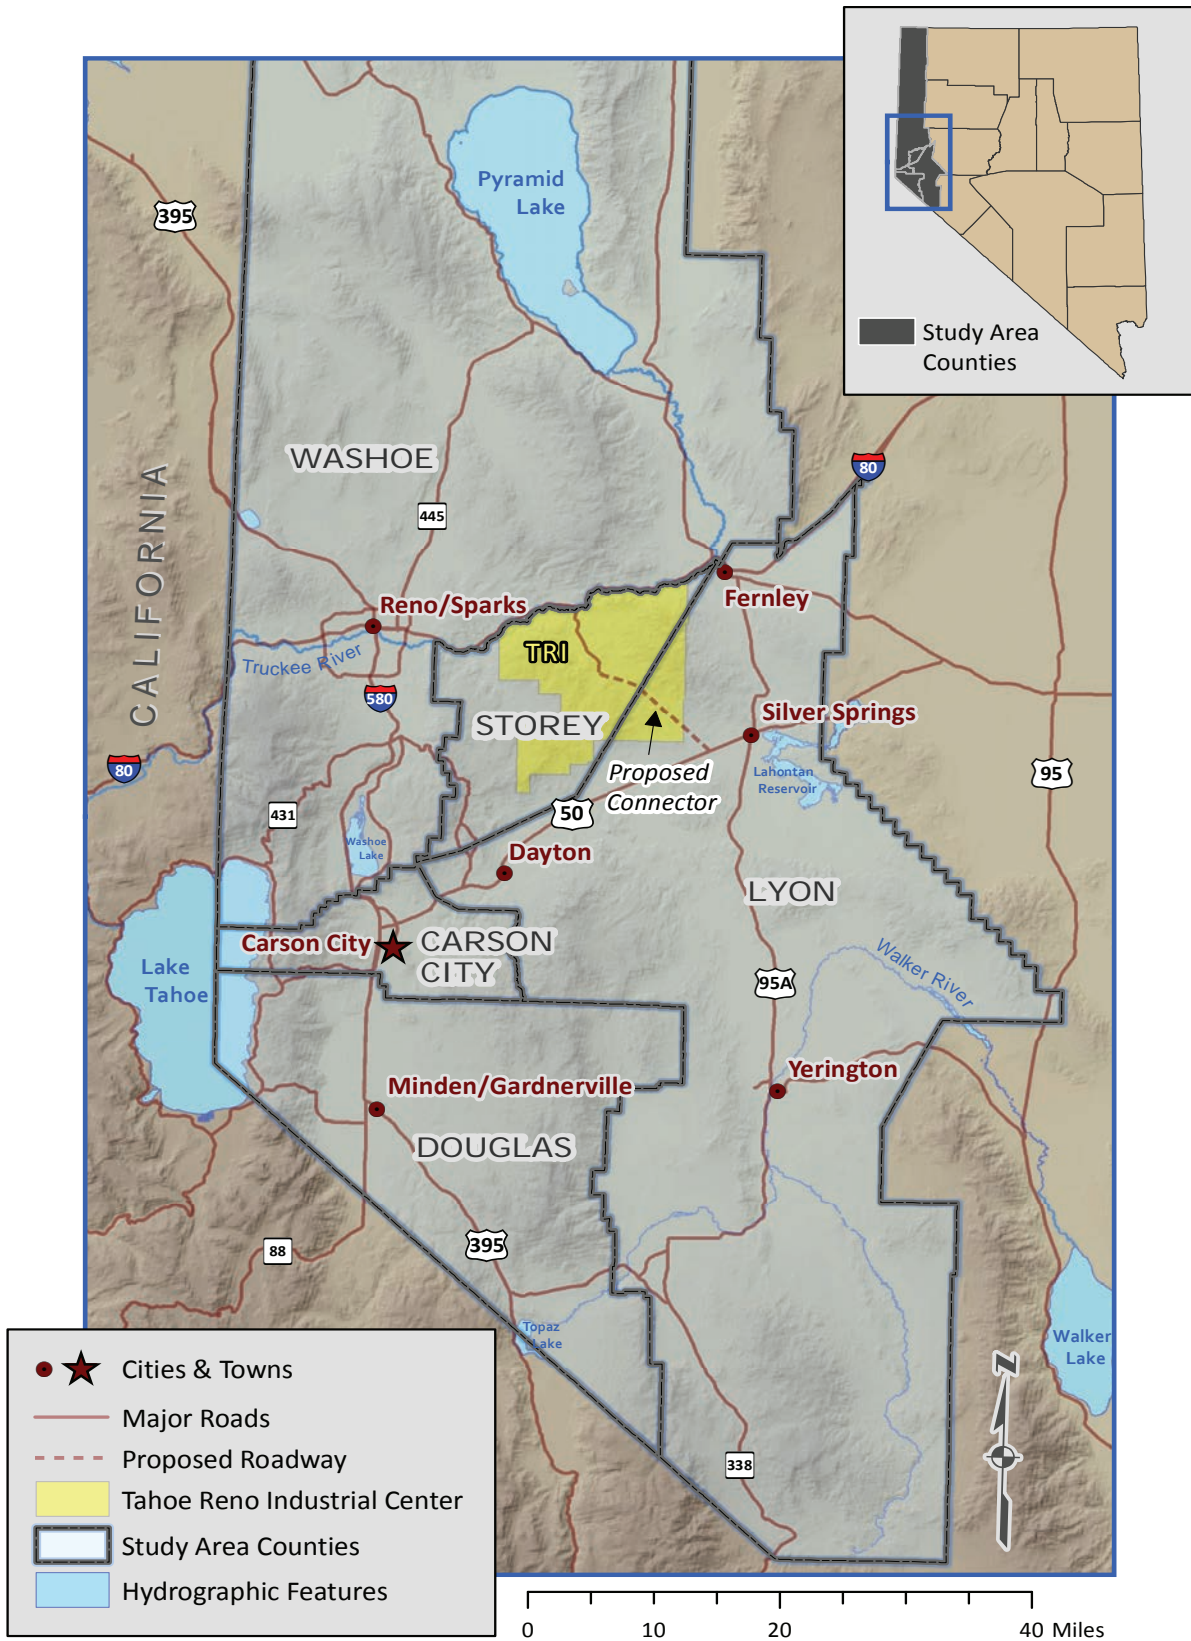 Study Area
Counties
Pyramid
Lake
395
WASHOE
80
445
CALIFORNIA
Reno/Sparks
Fernley
TRI
Truckee River
580
STOREY
Silver Springs
80
Proposed
Connector
Lahontan
Reservoir
95
431
50
Washoe
Lake
Dayton
LYON
Carson City
CARSON
CITY
Lake
Tahoe
Walker River
95A
Minden/Gardnerville
Yerington
DOUGLAS
88
395
Topaz
Lake
Walker
Lake
N
338
Cities & Towns
Major Roads
Proposed Roadway
Tahoe Reno Industrial Center
Study Area Counties
Hydrographic Features
0 10 20 40 Miles